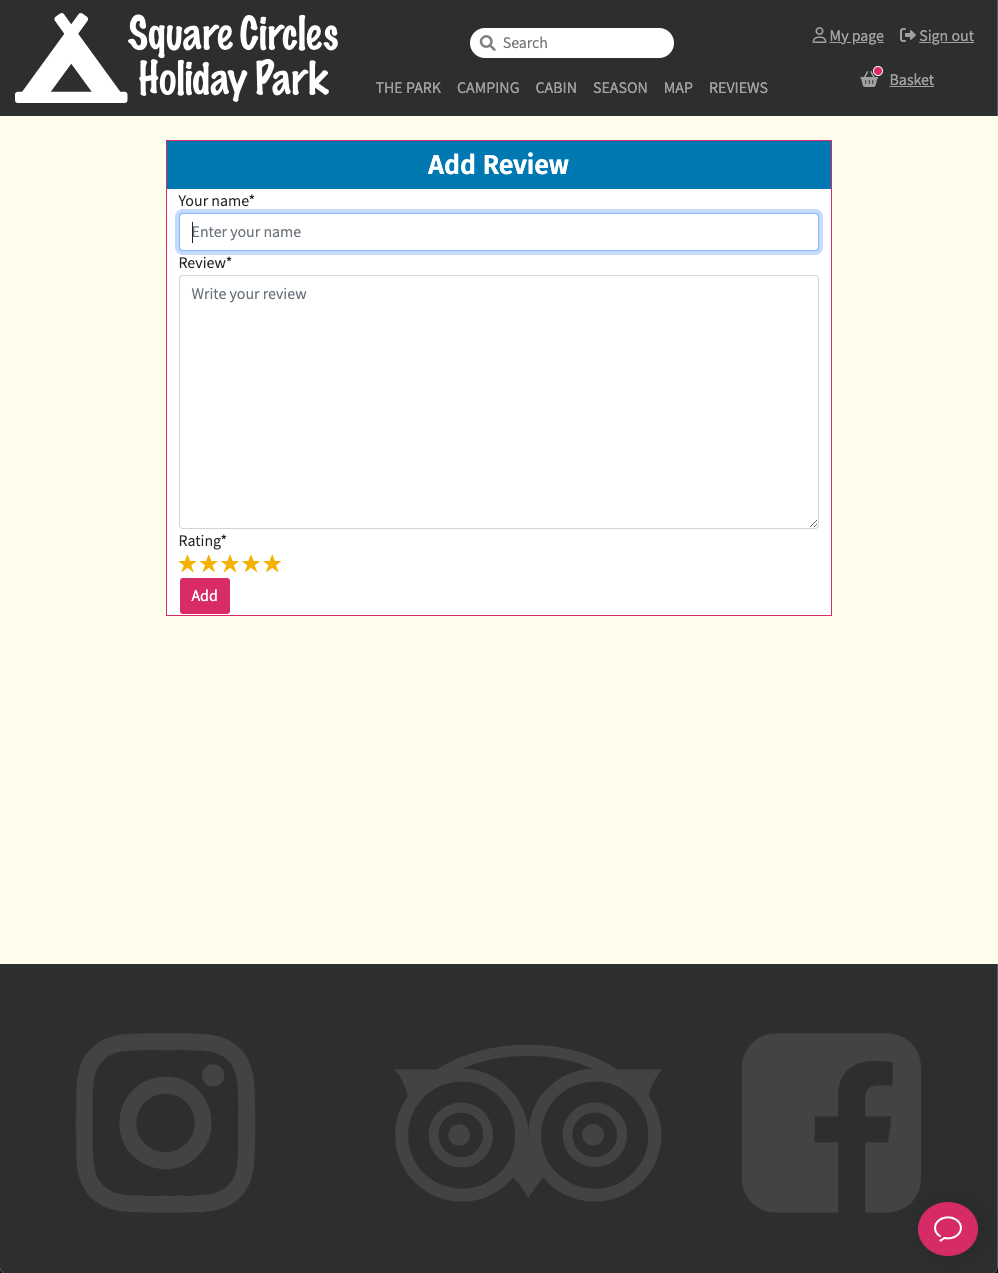 Square Circles
Holiday Park
Search
My page
Sign out
Basket
THE PARK CAMPING CABIN SEASON MAP REVIEWS
Add Review
Your name*
Enter your name
Review*
Write your review
Rating*
Add